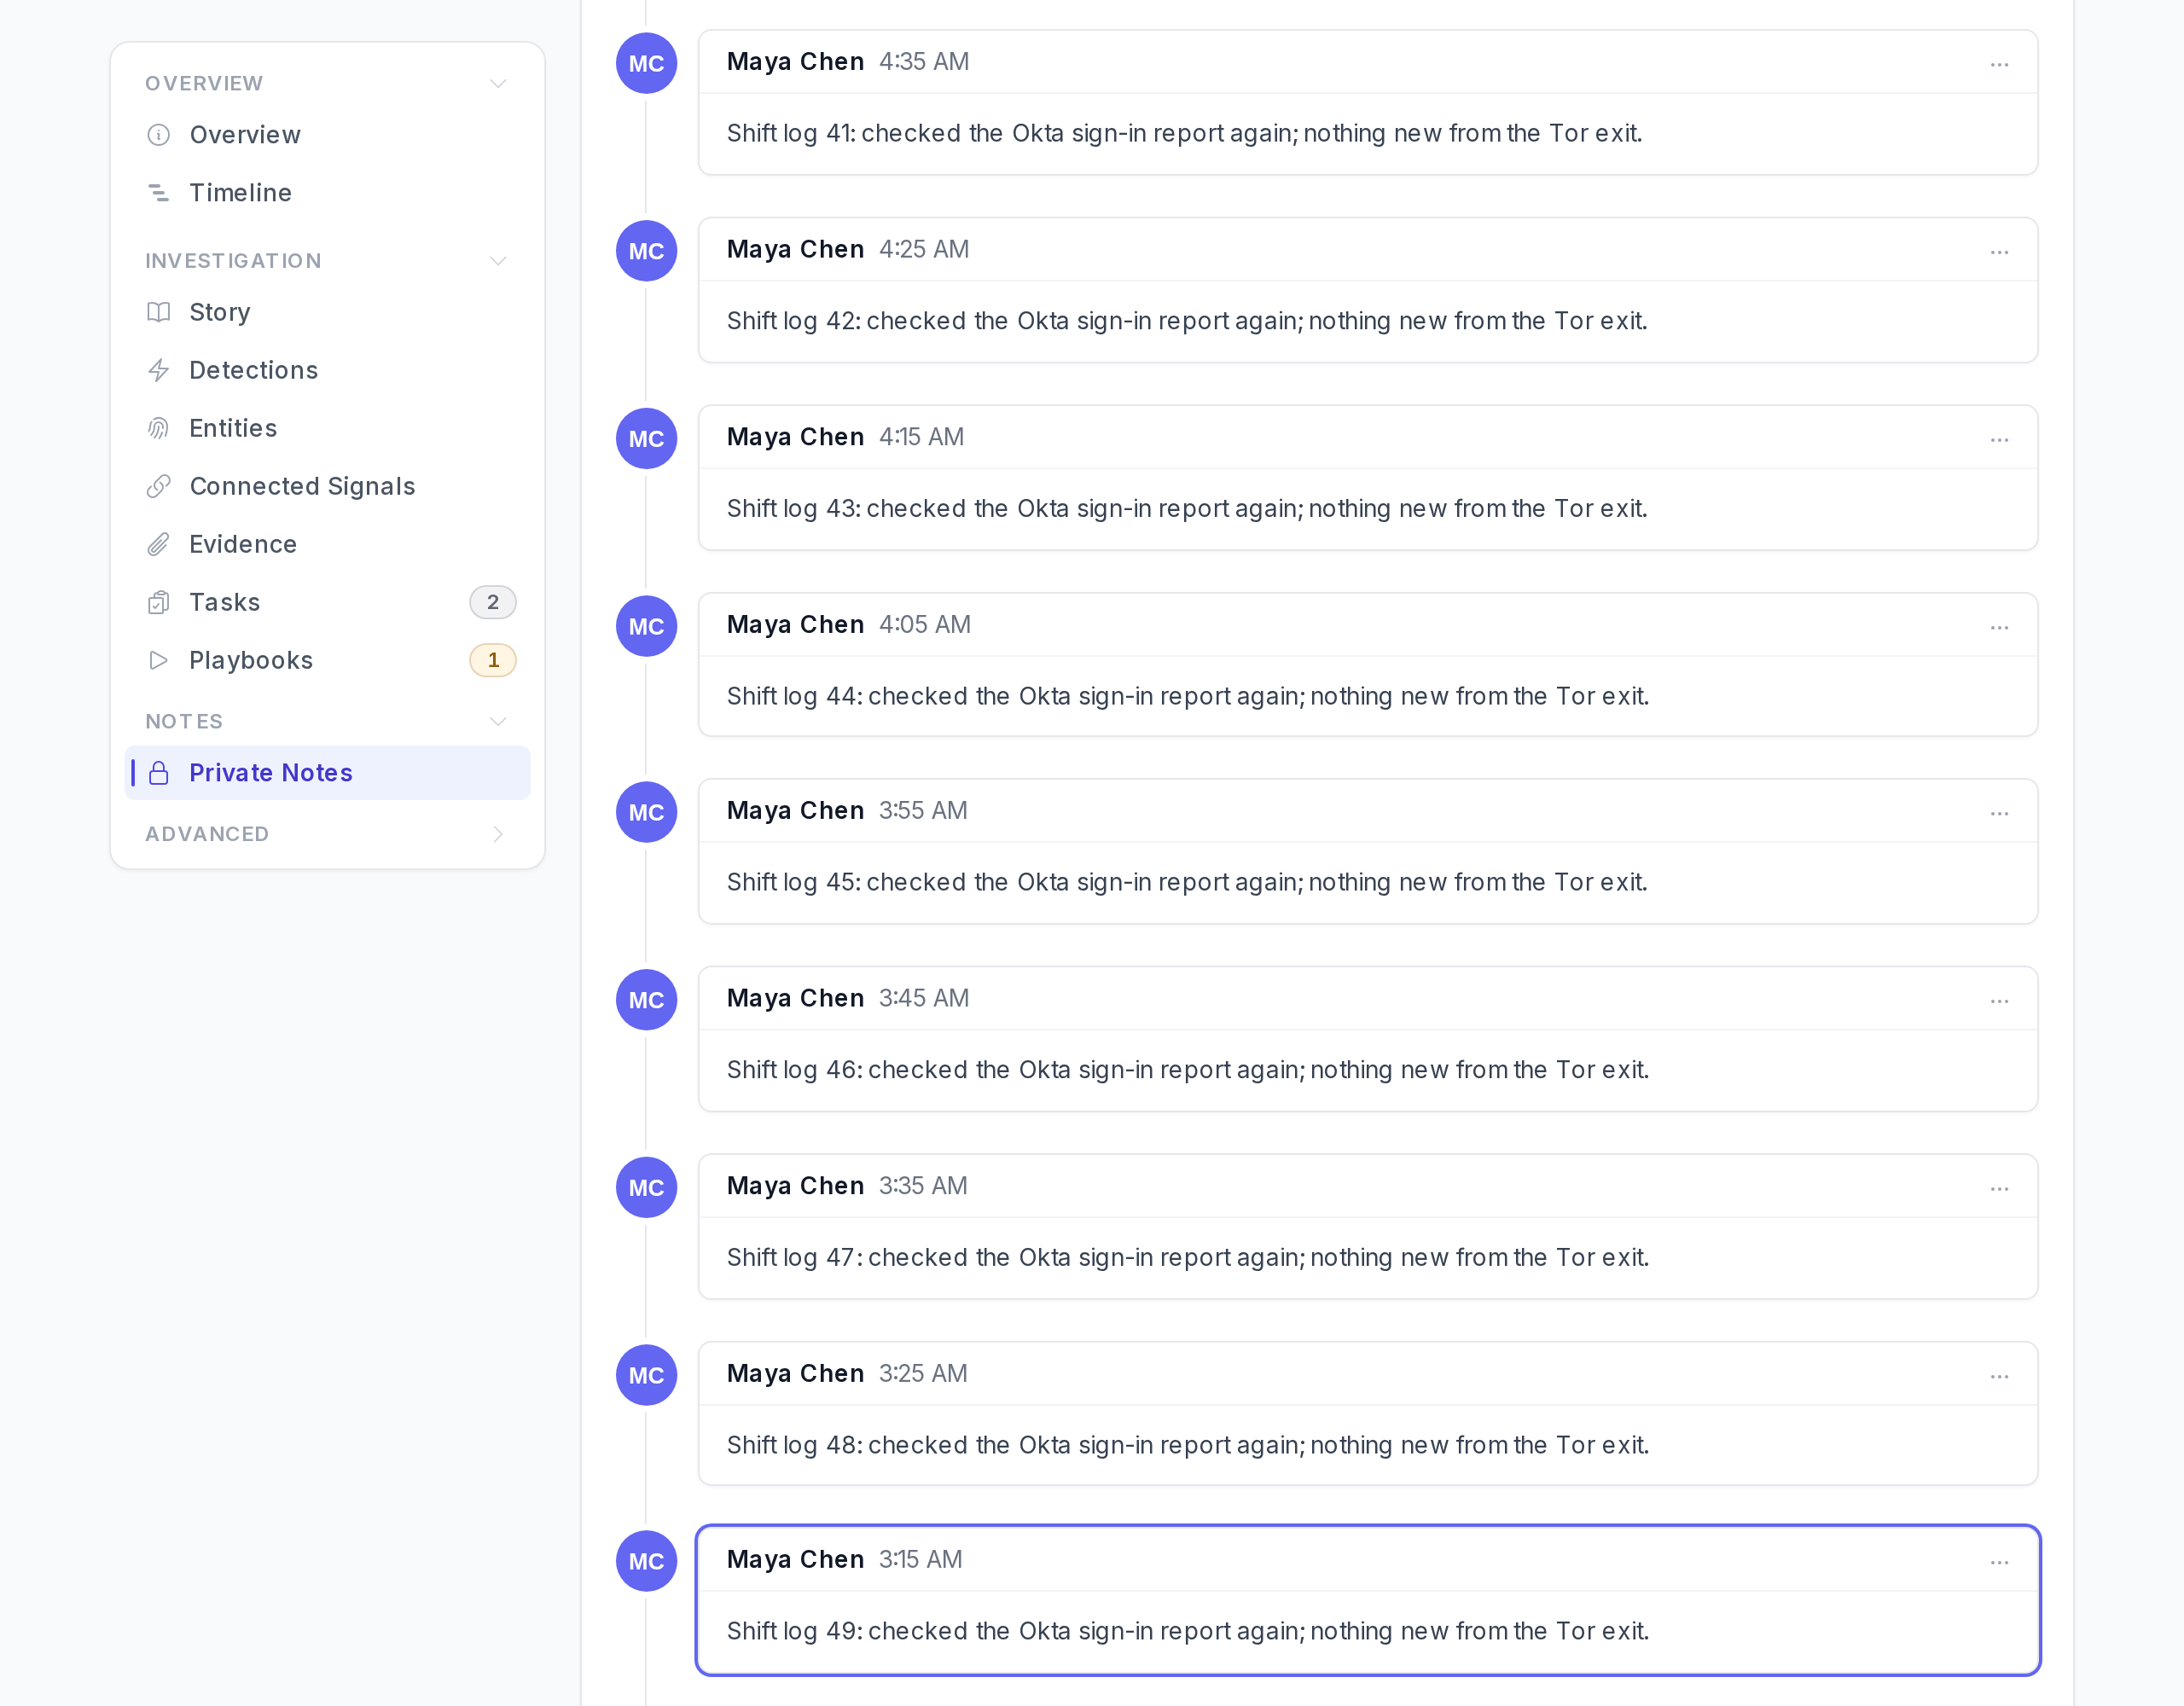 OVERVIEW
Overview
Timeline
INVESTIGATION
Story
Detections
Entities
Connected Signals
Evidence
Tasks 2
Playbooks 1
NOTES
Private Notes
ADVANCED
MC Maya Chen 4:35 AM
Shift log 41: checked the Okta sign-in report again; nothing new from the Tor exit.
MC Maya Chen 4:25 AM
Shift log 42: checked the Okta sign-in report again; nothing new from the Tor exit.
MC Maya Chen 4:15 AM
Shift log 43: checked the Okta sign-in report again; nothing new from the Tor exit.
MC Maya Chen 4:05 AM
Shift log 44: checked the Okta sign-in report again; nothing new from the Tor exit.
MC Maya Chen 3:55 AM
Shift log 45: checked the Okta sign-in report again; nothing new from the Tor exit.
MC Maya Chen 3:45 AM
Shift log 46: checked the Okta sign-in report again; nothing new from the Tor exit.
MC Maya Chen 3:35 AM
Shift log 47: checked the Okta sign-in report again; nothing new from the Tor exit.
MC Maya Chen 3:25 AM
Shift log 48: checked the Okta sign-in report again; nothing new from the Tor exit.
MC Maya Chen 3:15 AM
Shift log 49: checked the Okta sign-in report again; nothing new from the Tor exit.